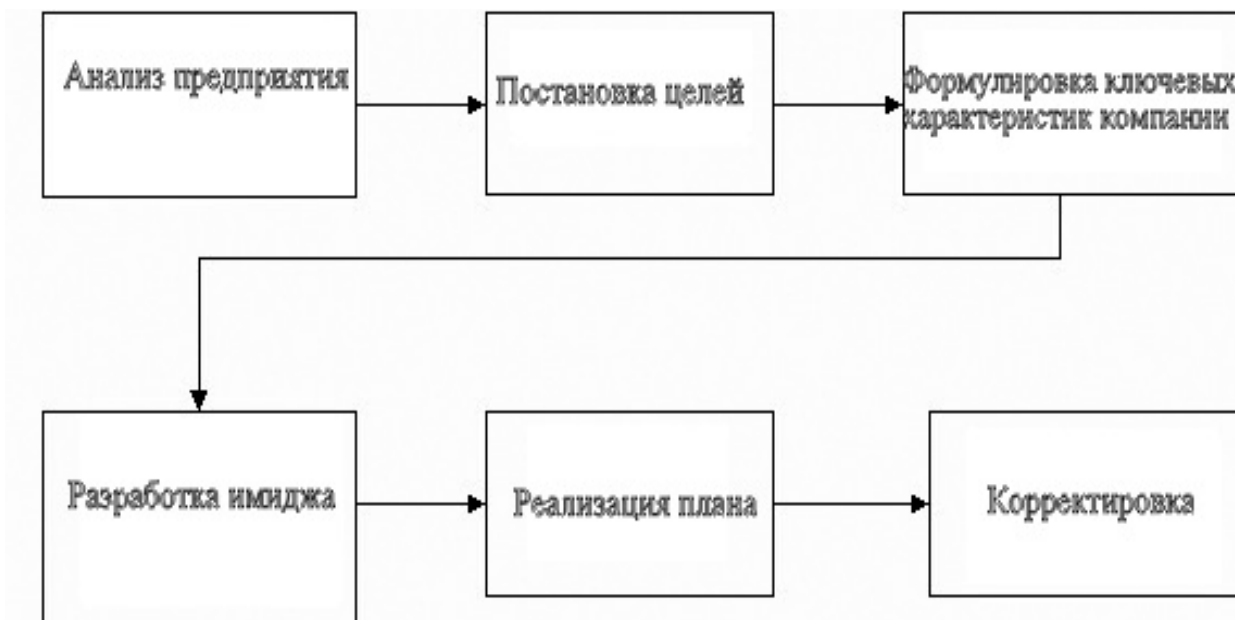 Анализ предприятия
Постановка целей
Формулировка ключевых
характеристик компании
Разработка имиджа
Реализация плана
Корректировка